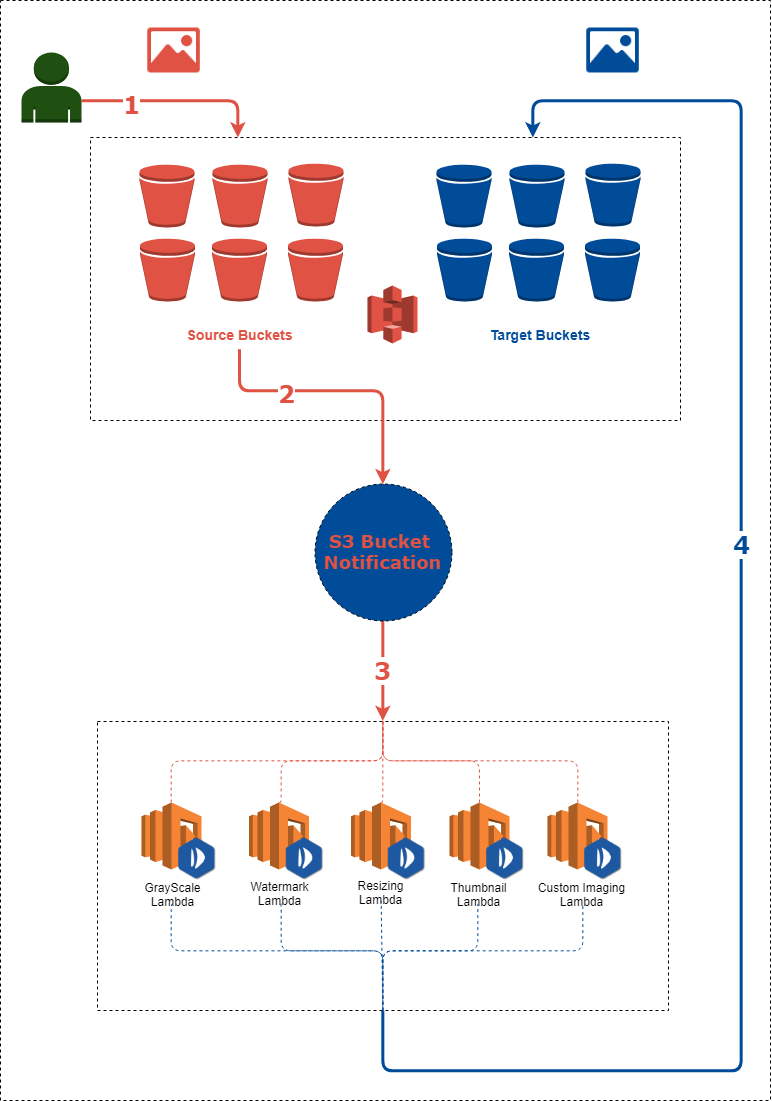 1
Source Buckets
Target Buckets
2
S3 Bucket
Notification
4
3
GrayScale
Lambda
Watermark
Lambda
Resizing
Lambda
Thumbnail
Lambda
Custom Imaging
Lambda